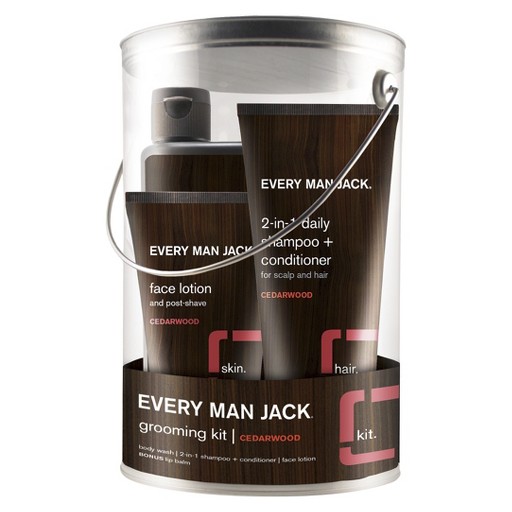 EVERY MAN JACK.
2-in-1 daily
shampoo +
conditioner
for scalp and hair
CEDARWOOD
hair.
EVERY MAN JACK
face lotion
and post-shave
CEDARWOOD
skin.
EVERY MAN JACK.
grooming kit | CEDARWOOD
body wash | 2-in-1 shampoo + conditioner | face lotion
BONUS lip balm
kit.